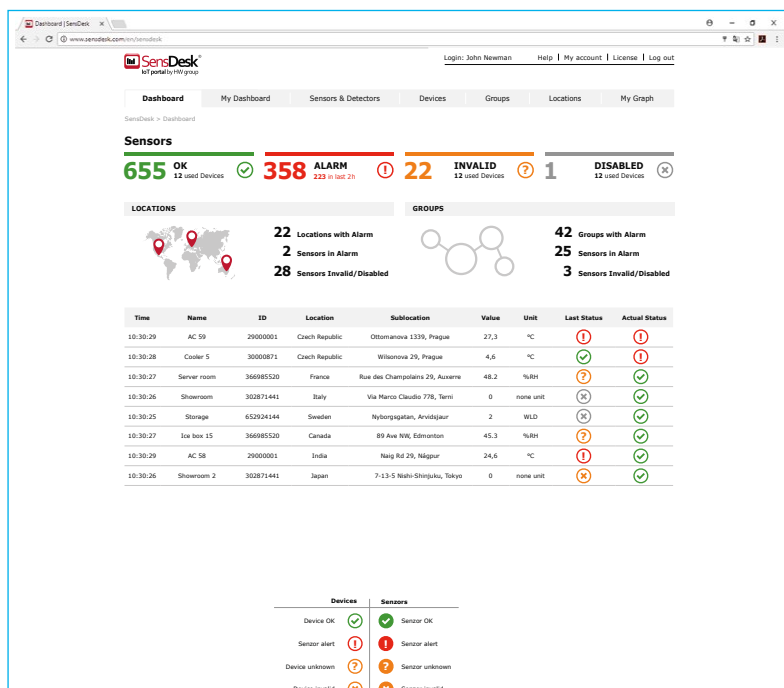 Dashboard | SensDesk
www.sensdesk.com/en/sensdesk
SensDesk®
IoT portal by HW group
Login: John Newman Help | My account | License | Log out
Dashboard My Dashboard Sensors & Detectors Devices Groups Locations My Graph
SensDesk > Dashboard
Sensors
655 OK 12 used Devices
358 ALARM 223 in last 2h
22 INVALID 12 used Devices
1 DISABLED 12 used Devices
LOCATIONS
22 Locations with Alarm
2 Sensors in Alarm
28 Sensors Invalid/Disabled
GROUPS
42 Groups with Alarm
25 Sensors in Alarm
3 Sensors Invalid/Disabled
Time Name ID Location Sublocation Value Unit Last Status Actual Status
10:30:29 AC 59 29000001 Czech Republic Ottomanova 1339, Prague 27,3 °C
10:30:28 Cooler 5 30000871 Czech Republic Wilsonova 29, Prague 4,6 °C
10:30:27 Server room 366985520 France Rue des Champolains 29, Auxerre 48.2 %RH
10:30:26 Showroom 302871441 Italy Via Marco Claudio 778, Terni 0 none unit
10:30:25 Storage 652924144 Sweden Nyborgsgatan, Arvidsjaur 2 WLD
10:30:27 Ice box 15 366985520 Canada 89 Ave NW, Edmonton 45.3 %RH
10:30:29 AC 58 29000001 India Naig Rd 29, Nágpur 24,6 °C
10:30:26 Showroom 2 302871441 Japan 7-13-5 Nishi-Shinjuku, Tokyo 0 none unit
Devices Senzors
Device OK Senzor OK
Senzor alert Senzor alert
Device unknown Senzor unknown
Device invalid Senzor invalid